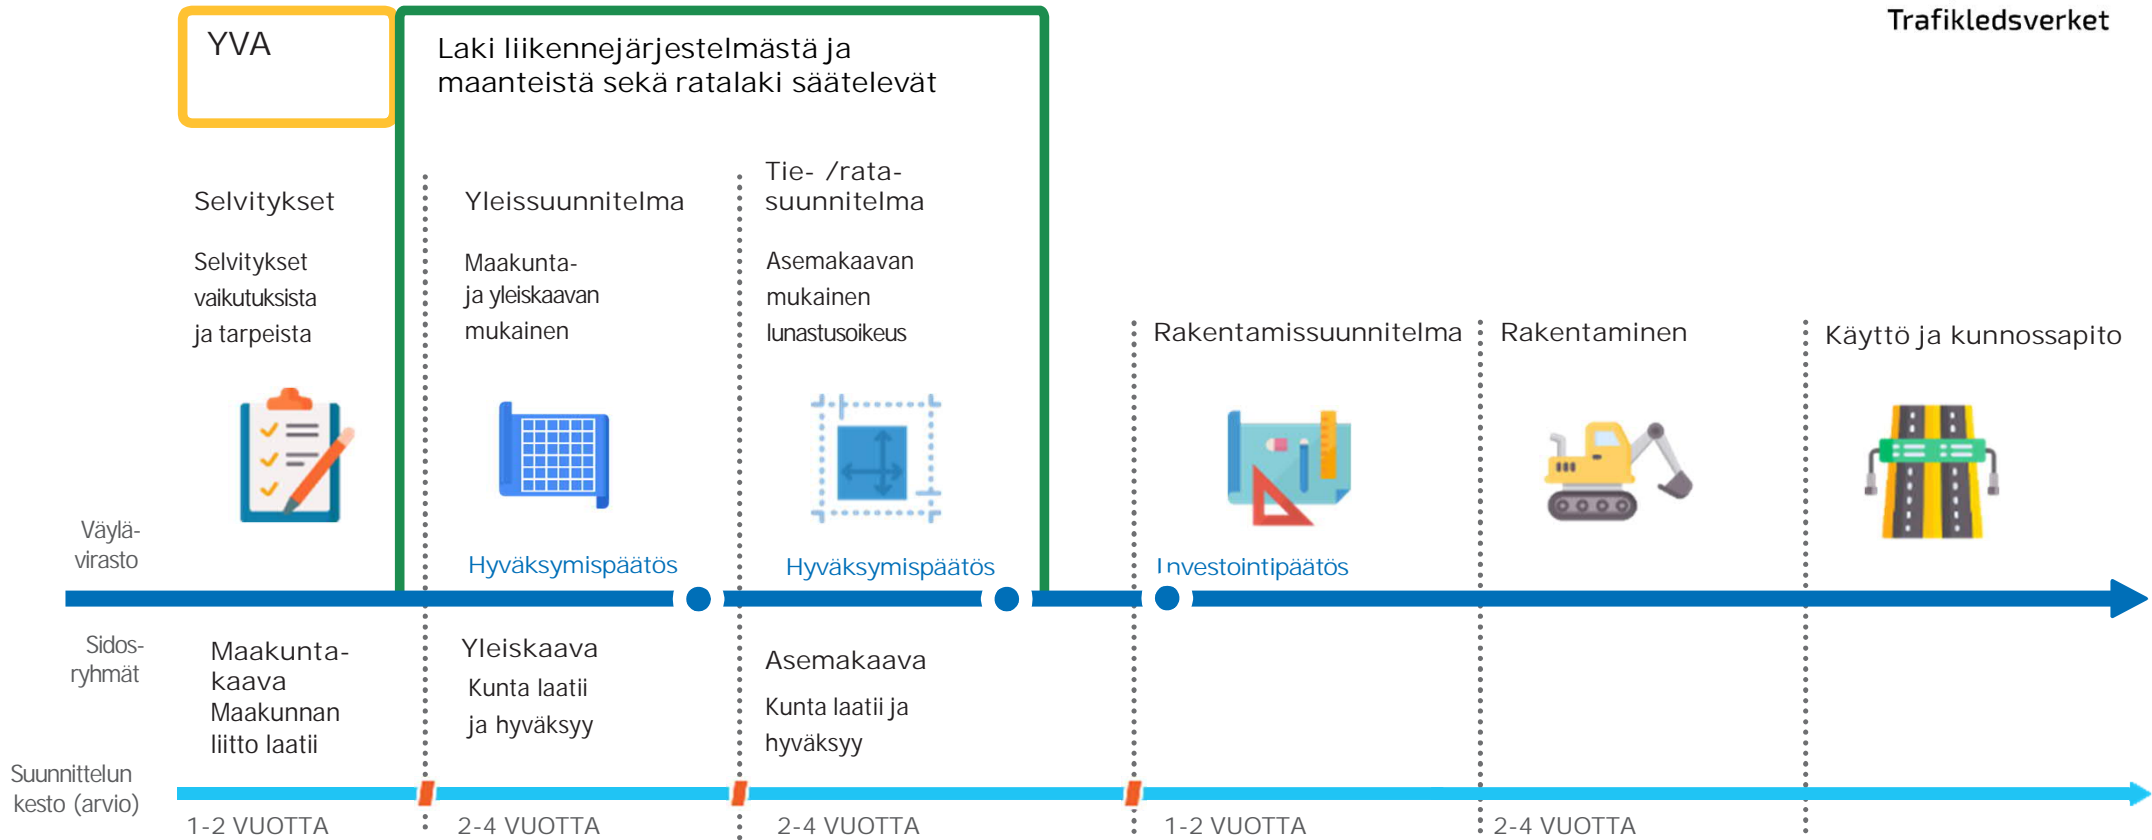 Trafikledsverket
YVA
Laki liikennejärjestelmästä ja
maanteistä sekä ratalaki säätelevät
Selvitykset
Selvitykset
vaikutuksista
ja tarpeista
Yleissuunnitelma
Maakunta-
ja yleiskaavan
mukainen
Tie- /rata-
suunnitelma
Asemakaavan
mukainen
lunastusoikeus
Rakentamissuunnitelma
Rakentaminen
Käyttö ja kunnossapito
Väylä-
virasto
Hyväksymispäätös
Hyväksymispäätös
Investointipäätös
Sidos-
ryhmät
Maakunta-
kaava
Maakunnan
liitto laatii
Yleiskaava
Kunta laatii
ja hyväksyy
Asemakaava
Kunta laatii ja
hyväksyy
Suunnittelun
kesto (arvio)
1-2 VUOTTA
2-4 VUOTTA
2-4 VUOTTA
1-2 VUOTTA
2-4 VUOTTA